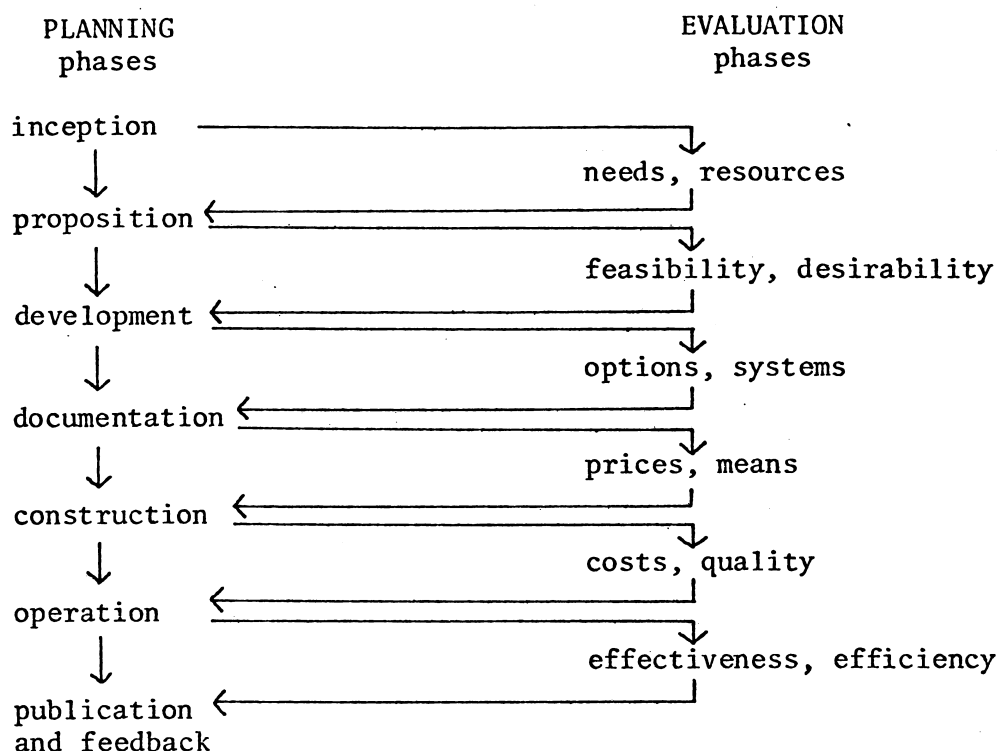 PLANNING
phases
EVALUATION
phases
inception
needs, resources
proposition
feasibility, desirability
development
options, systems
documentation
prices, means
construction
costs, quality
operation
effectiveness, efficiency
publication
and feedback